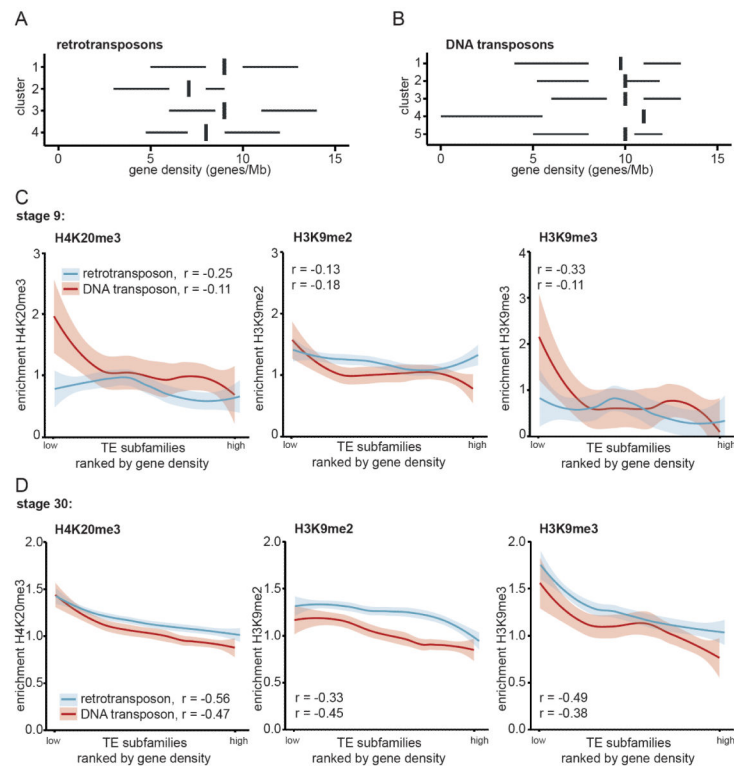 A
retrotransposons
cluster
1
2
3
4
0 5 10 15
gene density (genes/Mb)
B
DNA transposons
cluster
1
2
3
4
5
0 5 10 15
gene density (genes/Mb)
C
stage 9:
H4K20me3
enrichment H4K20me3
3
2
1
0
retrotransposon, r = -0.25
DNA transposon, r = -0.11
low high
TE subfamilies
ranked by gene density
H3K9me2
enrichment H3K9me2
3
2
1
0
r = -0.13
r = -0.18
low high
TE subfamilies
ranked by gene density
H3K9me3
enrichment H3K9me3
4
3
2
1
0
r = -0.33
r = -0.11
low high
TE subfamilies
ranked by gene density
D
stage 30:
H4K20me3
enrichment H4K20me3
2.0
1.5
1.0
0.5
0.0
retrotransposon, r = -0.56
DNA transposon, r = -0.47
low high
TE subfamilies
ranked by gene density
H3K9me2
enrichment H3K9me2
2.0
1.5
1.0
0.5
0.0
r = -0.33
r = -0.45
low high
TE subfamilies
ranked by gene density
H3K9me3
enrichment H3K9me3
2.0
1.5
1.0
0.5
0.0
r = -0.49
r = -0.38
low high
TE subfamilies
ranked by gene density